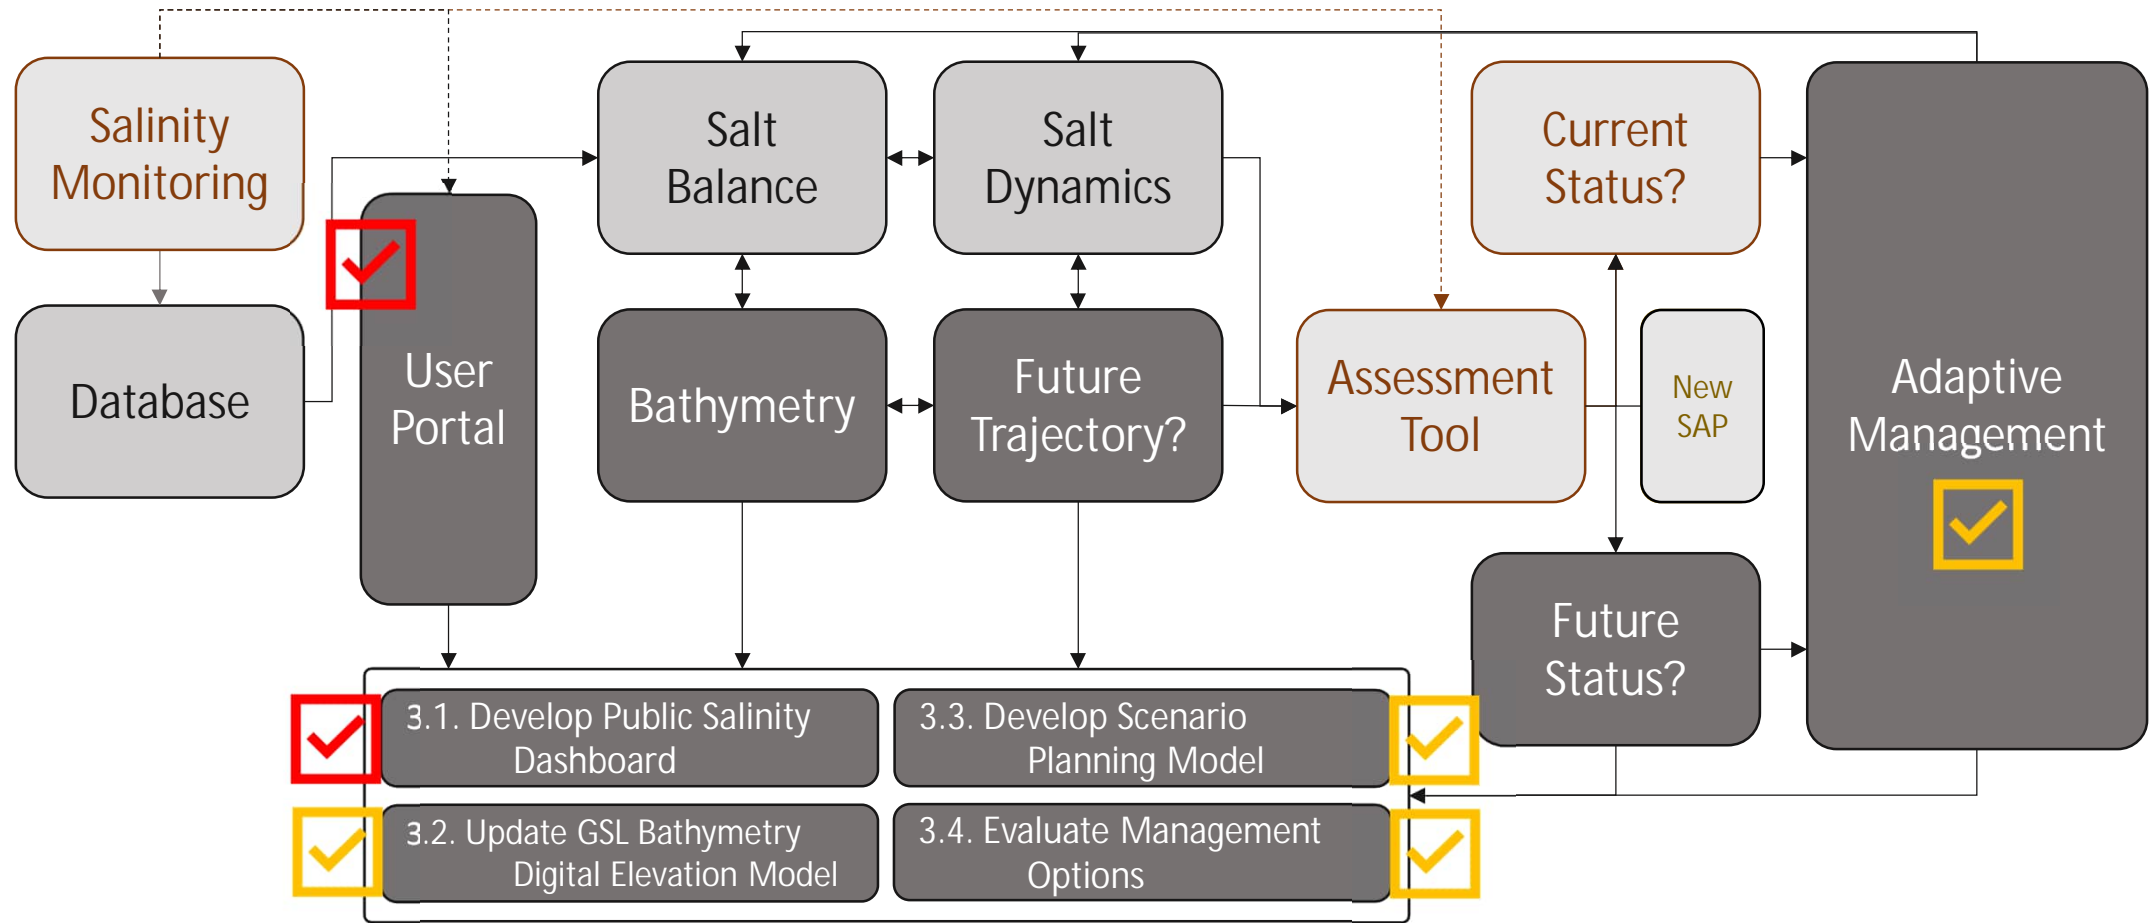 Salinity
Monitoring
Database
User
Portal
Salt
Balance
Salt
Dynamics
Bathymetry
Future
Trajectory?
Assessment
Tool
Current
Status?
New
SAP
Future
Status?
Adaptive
Management
3.1. Develop Public Salinity
Dashboard
3.2. Update GSL Bathymetry
Digital Elevation Model
3.3. Develop Scenario
Planning Model
3.4. Evaluate Management
Options